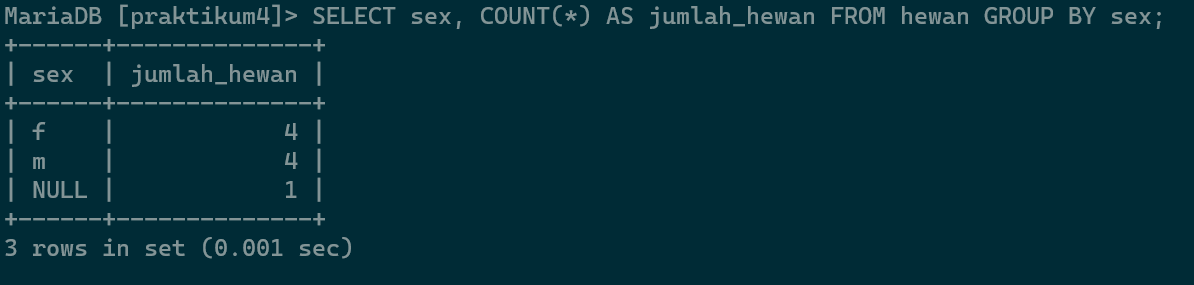 MariaDB [praktikum4]> SELECT sex, COUNT(*) AS jumlah_hewan FROM hewan GROUP BY sex;
+------+--------------+
| sex  | jumlah_hewan |
+------+--------------+
| f    |            4 |
| m    |            4 |
| NULL |            1 |
+------+--------------+
3 rows in set (0.001 sec)